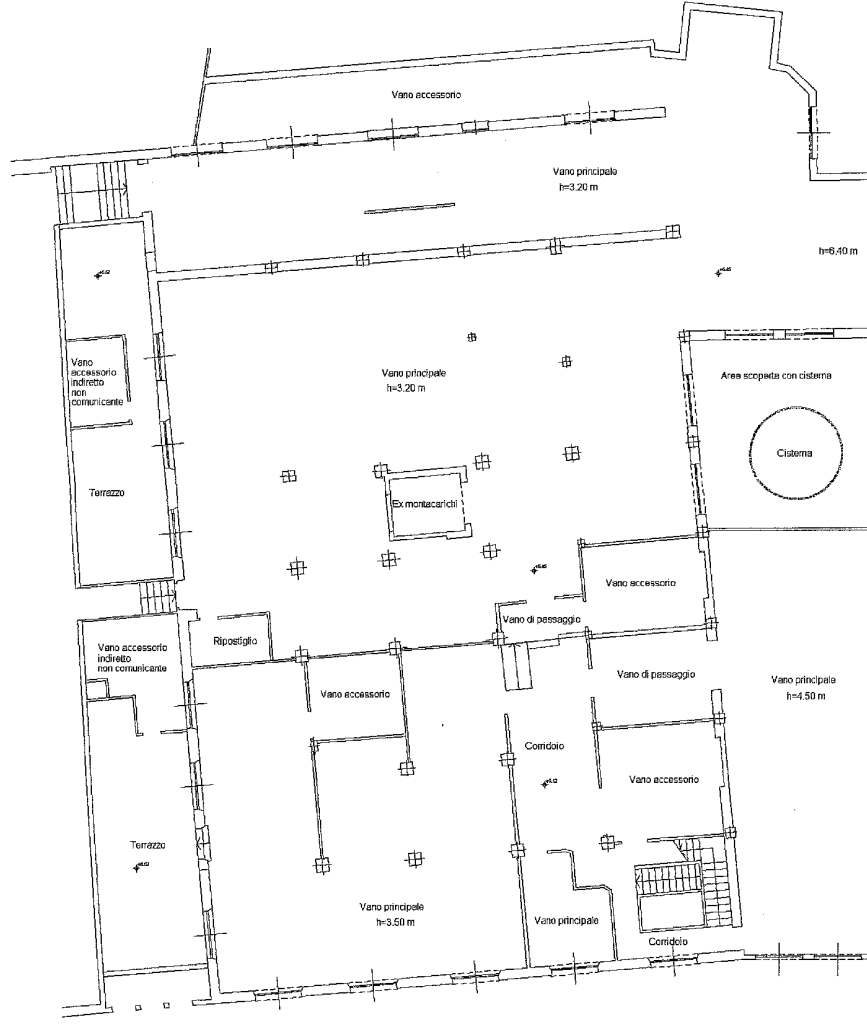 Vano accessorio
Vano principale
h=3.20 m
h=6.40 m
Vano
accessorio
indiretto
non
comunicante
Vano principale
h=3.20 m
Area scoperta con cisterna
Cisterna
Terrazzo
Ex montacarichi
Vano accessorio
Vano di passaggio
Ripostiglio
Vano accessorio
indiretto
non comunicante
Vano accessorio
Vano di passaggio
Vano principale
h=4.50 m
Corridoio
Vano accessorio
Terrazzo
Vano principale
h=3.50 m
Vano principale
Corridoio